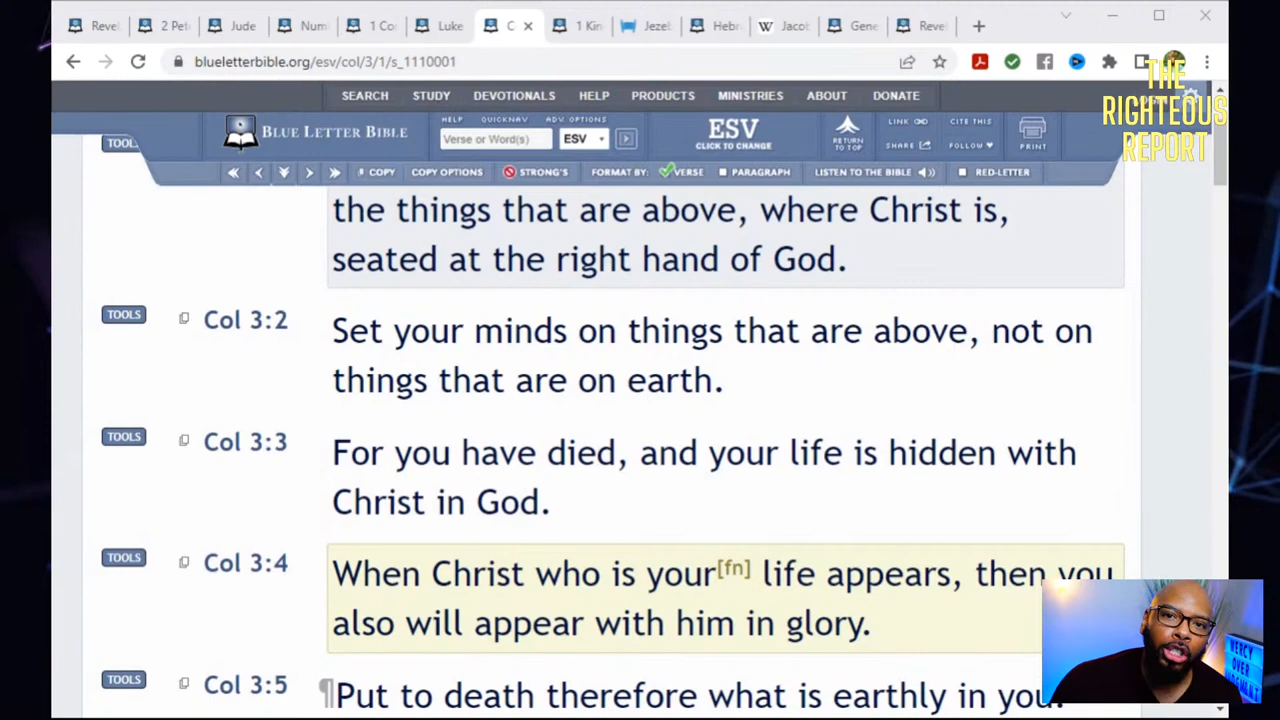 Reve
2 Pet
Jude
Num
1 Co
Luke
C
1 Kin
Jezel
Hebr
Jacob
Gene
Reve
blueletterbible.org/esv/col/3/1/s_1110001
THE
RIGHTEOUS
REPORT
SEARCH STUDY DEVOTIONALS HELP PRODUCTS MINISTRIES ABOUT DONATE
BLUE LETTER BIBLE
HELP QUICKNAV ADV. OPTIONS
Verse or Word(s) ESV
ESV
CLICK TO CHANGE
RETURN
TO TOP
LINK
CITE THIS
SHARE
FOLLOW
PRINT
TOOL
COPY COPY OPTIONS STRONG'S FORMAT BY: VERSE PARAGRAPH LISTEN TO THE BIBLE RED-LETTER
the things that are above, where Christ is,
seated at the right hand of God.
TOOLS Col 3:2 Set your minds on things that are above, not on
things that are on earth.
TOOLS Col 3:3 For you have died, and your life is hidden with
Christ in God.
TOOLS Col 3:4 When Christ who is your[fn] life appears, then you
also will appear with him in glory.
TOOLS Col 3:5 ¶Put to death therefore what is earthly in you:
MERCY
OVER
JUDGMENT